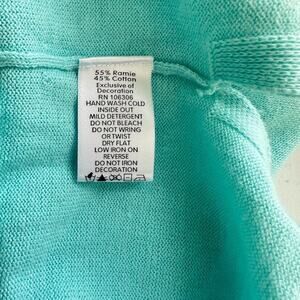 55% Ramie
45% Cotton
Exclusive of
Decoration
RN 106306
HAND WASH COLD
INSIDE OUT
MILD DETERGENT
DO NOT BLEACH
DO NOT WRING
OR TWIST
DRY FLAT
LOW IRON ON
REVERSE
DO NOT IRON
DECORATION